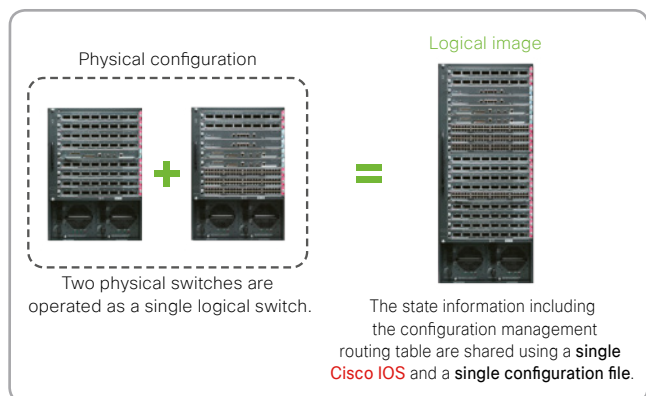 Physical configuration
Logical image
+
=
Two physical switches are
operated as a single logical switch.
The state information including
the configuration management
routing table are shared using a single
Cisco IOS and a single configuration file.